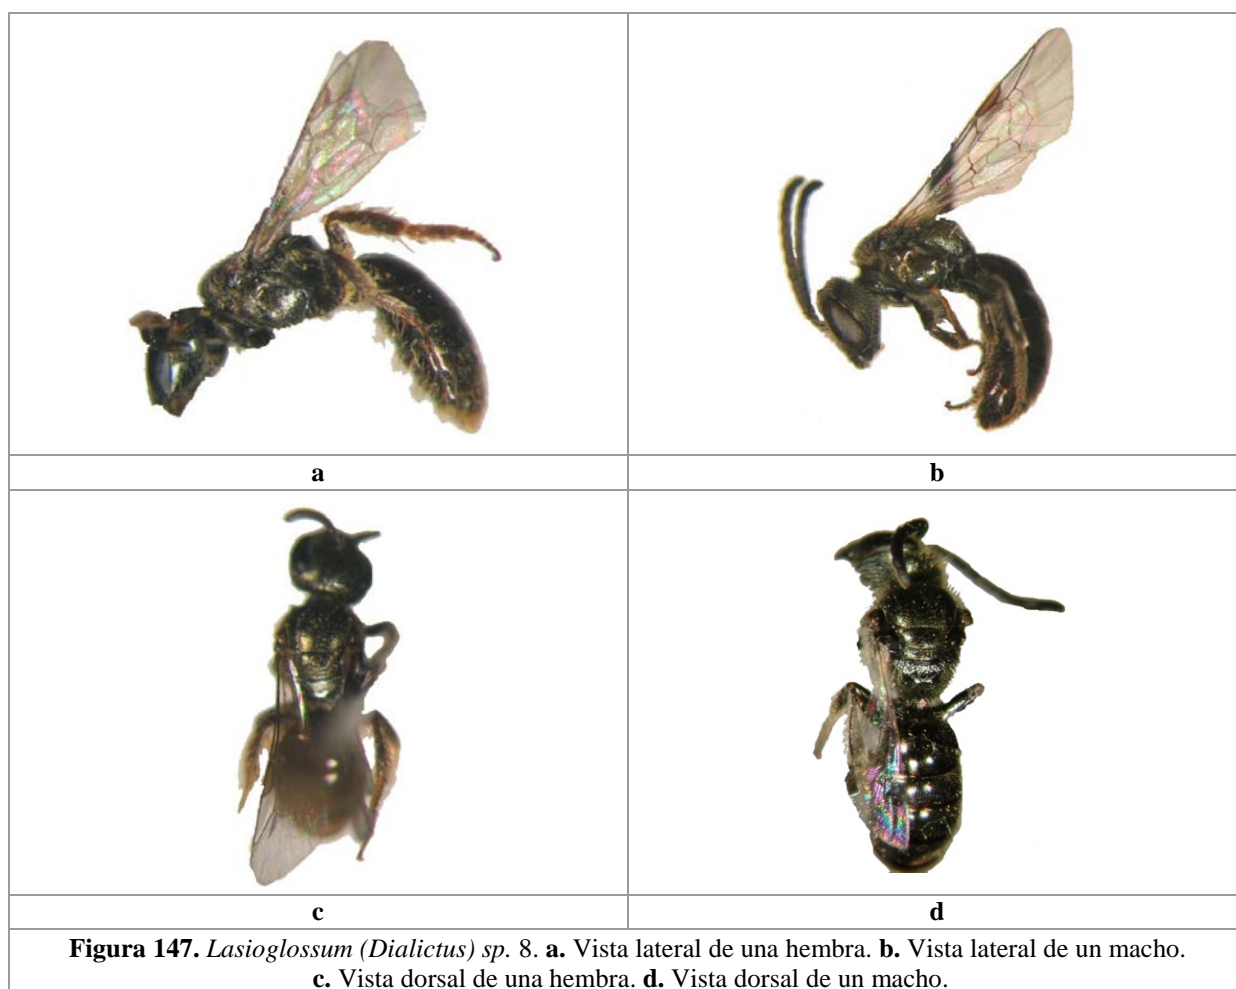 a
b
c
d
Figura 147. Lasioglossum (Dialictus) sp. 8. a. Vista lateral de una hembra. b. Vista lateral de un macho.
c. Vista dorsal de una hembra. d. Vista dorsal de un macho.